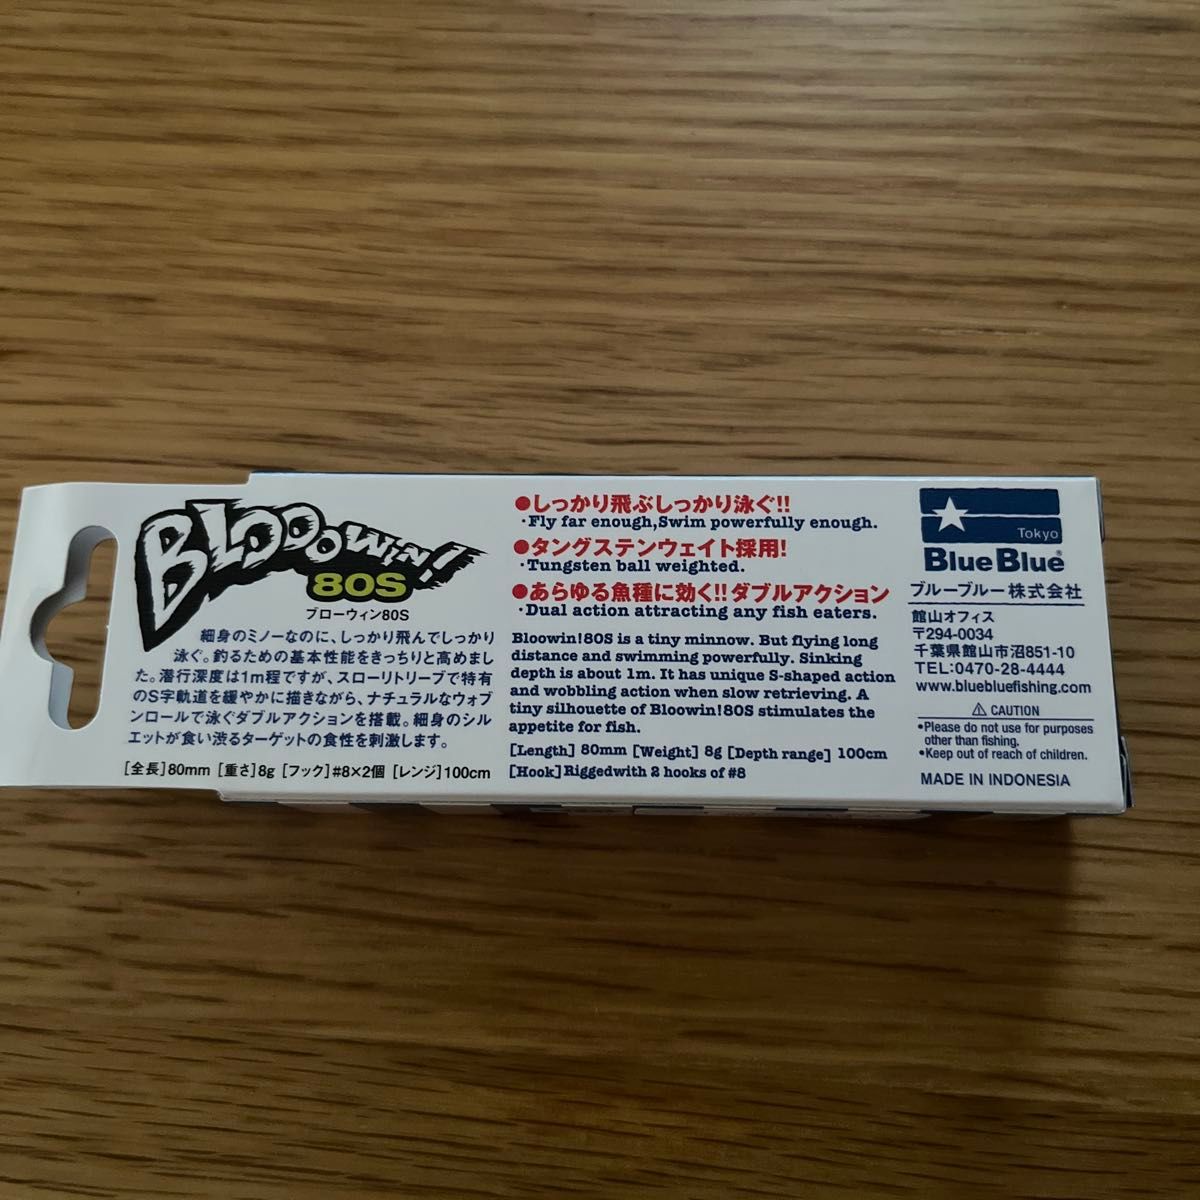 BLOOOWiN!
80S
ブローウィン80S
細身のミノーなのに、しっかり飛んでしっかり
泳ぐ。釣るための基本性能をきっちりと高めまし
た。潜行深度は1m程ですが、スローリトリーブで特有
のS字軌道を緩やかに描きながら、ナチュラルなウォブ
ンロールで泳ぐダブルアクションを搭載。細身のシル
エットが食い渋るターゲットの食性を刺激します。
[全長]80mm [重さ]8g [フック]#8×2個 [レンジ]100cm
●しっかり飛ぶしっかり泳ぐ!!
・Fly far enough,Swim powerfully enough.
●タングステンウェイト採用!
・Tungsten ball weighted.
●あらゆる魚種に効く!!ダブルアクション
・Dual action attracting any fish eaters.
Bloowin!80S is a tiny minnow. But flying long
distance and swimming powerfully. Sinking
depth is about 1m. It has unique S-shaped action
and wobbling action when slow retrieving. A
tiny silhouette of Bloowin!80S stimulates the
appetite for fish.
[Length] 80mm [Weight] 8g [Depth range] 100cm
[Hook] Riggedwith 2 hooks of #8
Tokyo
BlueBlue®
ブルーブルー株式会社
館山オフィス
〒294-0034
千葉県館山市沼851-10
TEL:0470-28-4444
www.bluebluefishing.com
⚠ CAUTION
•Please do not use for purposes
other than fishing.
•Keep out of reach of children.
MADE IN INDONESIA